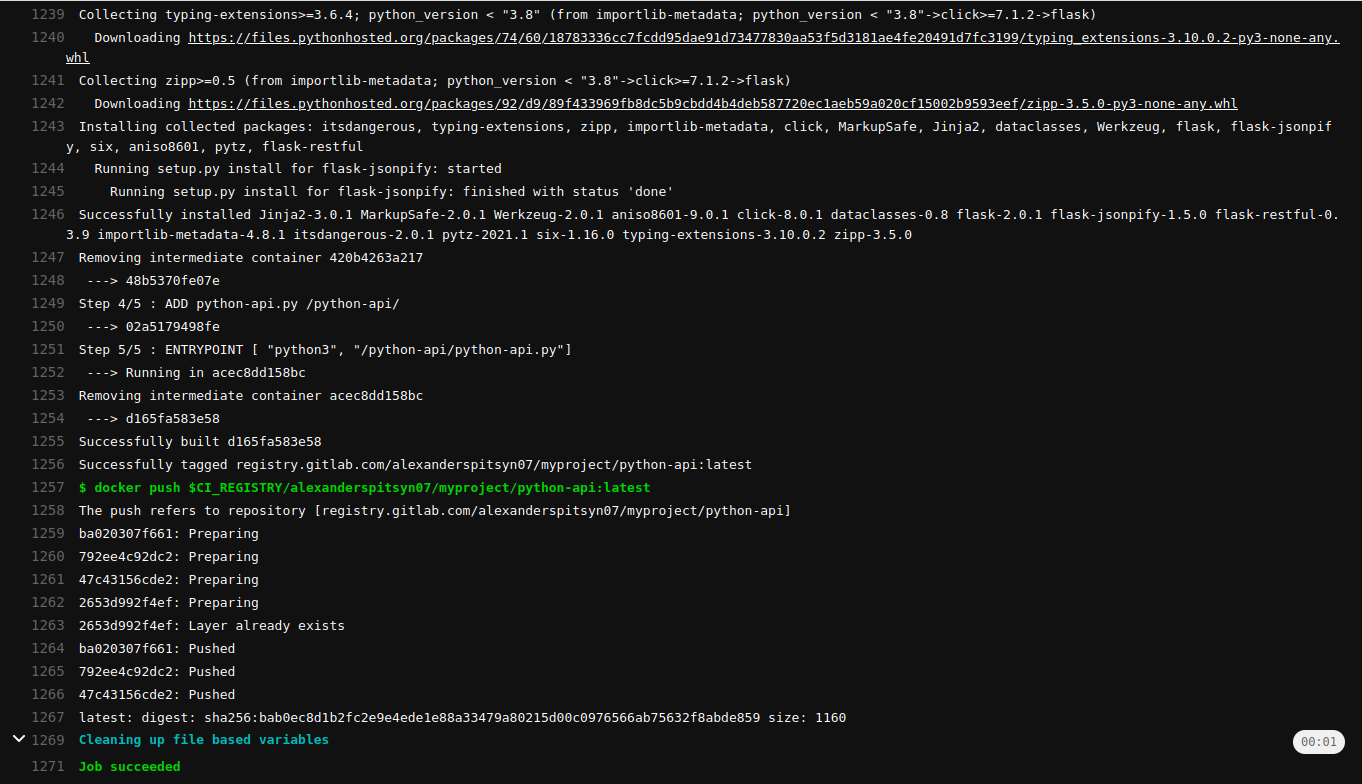 1239 Collecting typing-extensions>=3.6.4; python_version < "3.8" (from importlib-metadata; python_version < "3.8"->click>=7.1.2->flask)
1240 Downloading https://files.pythonhosted.org/packages/74/60/18783336cc7fcdd95dae91d73477830aa53f5d3181ae4fe20491d7fc3199/typing_extensions-3.10.0.2-py3-none-any.
whl
1241 Collecting zipp>=0.5 (from importlib-metadata; python_version < "3.8"->click>=7.1.2->flask)
1242 Downloading https://files.pythonhosted.org/packages/92/d9/89f433969fb8dc5b9cbdd4b4deb587720ec1aeb59a020cf15002b9593eef/zipp-3.5.0-py3-none-any.whl
1243 Installing collected packages: itsdangerous, typing-extensions, zipp, importlib-metadata, click, MarkupSafe, Jinja2, dataclasses, Werkzeug, flask, flask-jsonpif
y, six, aniso8601, pytz, flask-restful
1244 Running setup.py install for flask-jsonpify: started
1245 Running setup.py install for flask-jsonpify: finished with status 'done'
1246 Successfully installed Jinja2-3.0.1 MarkupSafe-2.0.1 Werkzeug-2.0.1 aniso8601-9.0.1 click-8.0.1 dataclasses-0.8 flask-2.0.1 flask-jsonpify-1.5.0 flask-restful-0.
3.9 importlib-metadata-4.8.1 itsdangerous-2.0.1 pytz-2021.1 six-1.16.0 typing-extensions-3.10.0.2 zipp-3.5.0
1247 Removing intermediate container 420b4263a217
1248 ---> 48b5370fe07e
1249 Step 4/5 : ADD python-api.py /python-api/
1250 ---> 02a5179498fe
1251 Step 5/5 : ENTRYPOINT [ "python3", "/python-api/python-api.py"]
1252 ---> Running in acec8dd158bc
1253 Removing intermediate container acec8dd158bc
1254 ---> d165fa583e58
1255 Successfully built d165fa583e58
1256 Successfully tagged registry.gitlab.com/alexanderspitsyn07/myproject/python-api:latest
1257 $ docker push $CI_REGISTRY/alexanderspitsyn07/myproject/python-api:latest
1258 The push refers to repository [registry.gitlab.com/alexanderspitsyn07/myproject/python-api]
1259 ba020307f661: Preparing
1260 792ee4c92dc2: Preparing
1261 47c43156cde2: Preparing
1262 2653d992f4ef: Preparing
1263 2653d992f4ef: Layer already exists
1264 ba020307f661: Pushed
1265 792ee4c92dc2: Pushed
1266 47c43156cde2: Pushed
1267 latest: digest: sha256:bab0ec8d1b2fc2e9e4ede1e88a33479a80215d00c0976566ab75632f8abde859 size: 1160
1269 Cleaning up file based variables 00:01
1271 Job succeeded